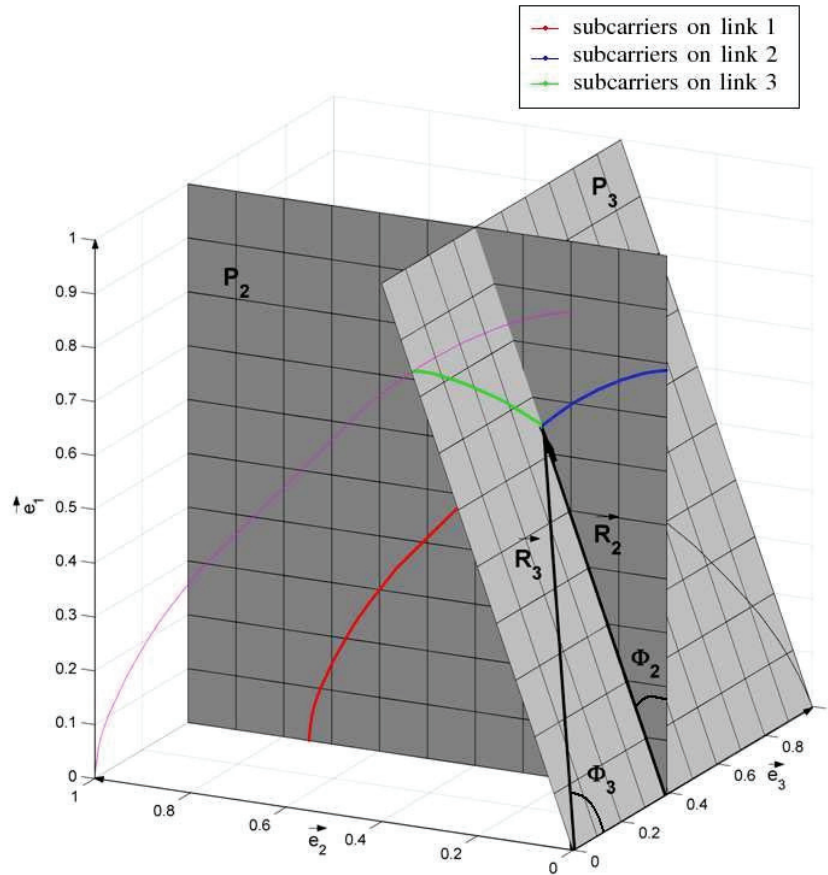 subcarriers on link 1
subcarriers on link 2
subcarriers on link 3
P3
P2
1
0.9
0.8
0.7
0.6
0.5
0.4
0.3
0.2
0.1
0
e1
R3
R2
Φ2
Φ3
1
0.8
0.6
0.4
0.2
0
e2
0
0.2
0.4
0.6
0.8
e3